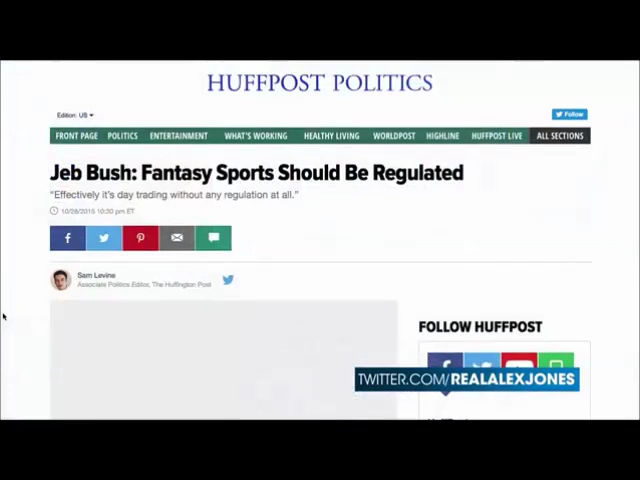 HUFFPOST POLITICS
Edition: US
Follow
FRONT PAGE POLITICS ENTERTAINMENT WHAT'S WORKING HEALTHY LIVING WORLDPOST HIGHLINE HUFFPOST LIVE ALL SECTIONS
Jeb Bush: Fantasy Sports Should Be Regulated
"Effectively it's day trading without any regulation at all."
10/28/2015 10:30 pm ET
Sam Levine
Associate Politics Editor, The Huffington Post
FOLLOW HUFFPOST
TWITTER.COM/REALALEXJONES